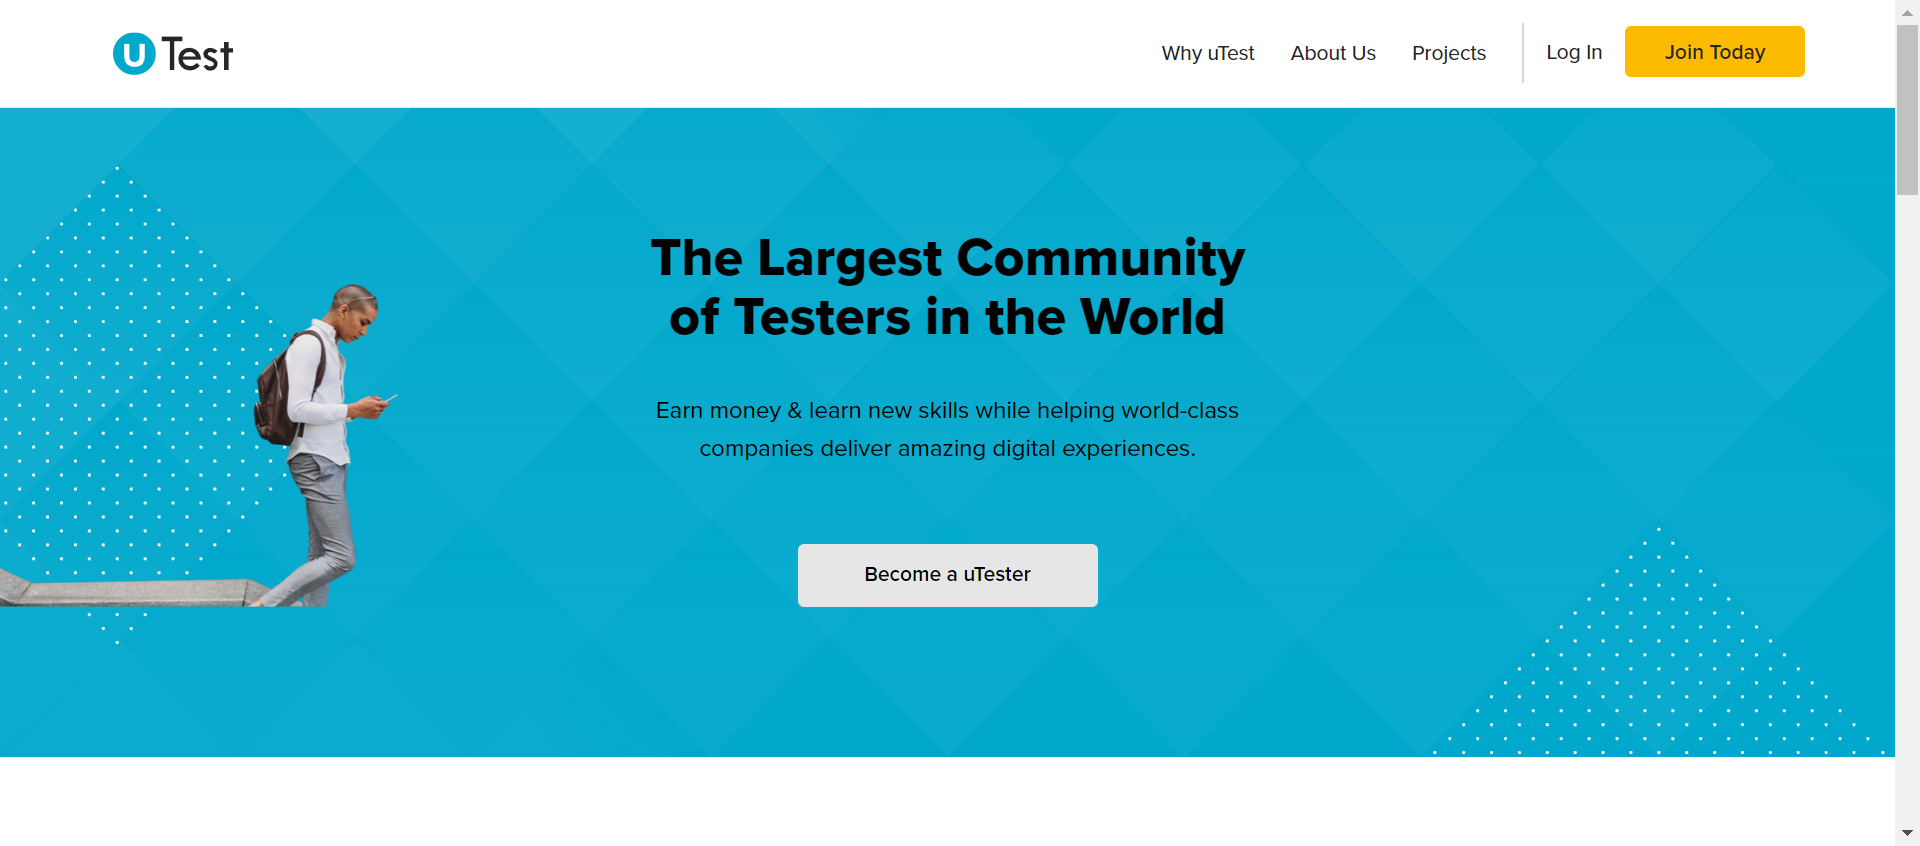 u Test
Why uTest
About Us
Projects
Log In
Join Today
The Largest Community
of Testers in the World
Earn money & learn new skills while helping world-class
companies deliver amazing digital experiences.
Become a uTester